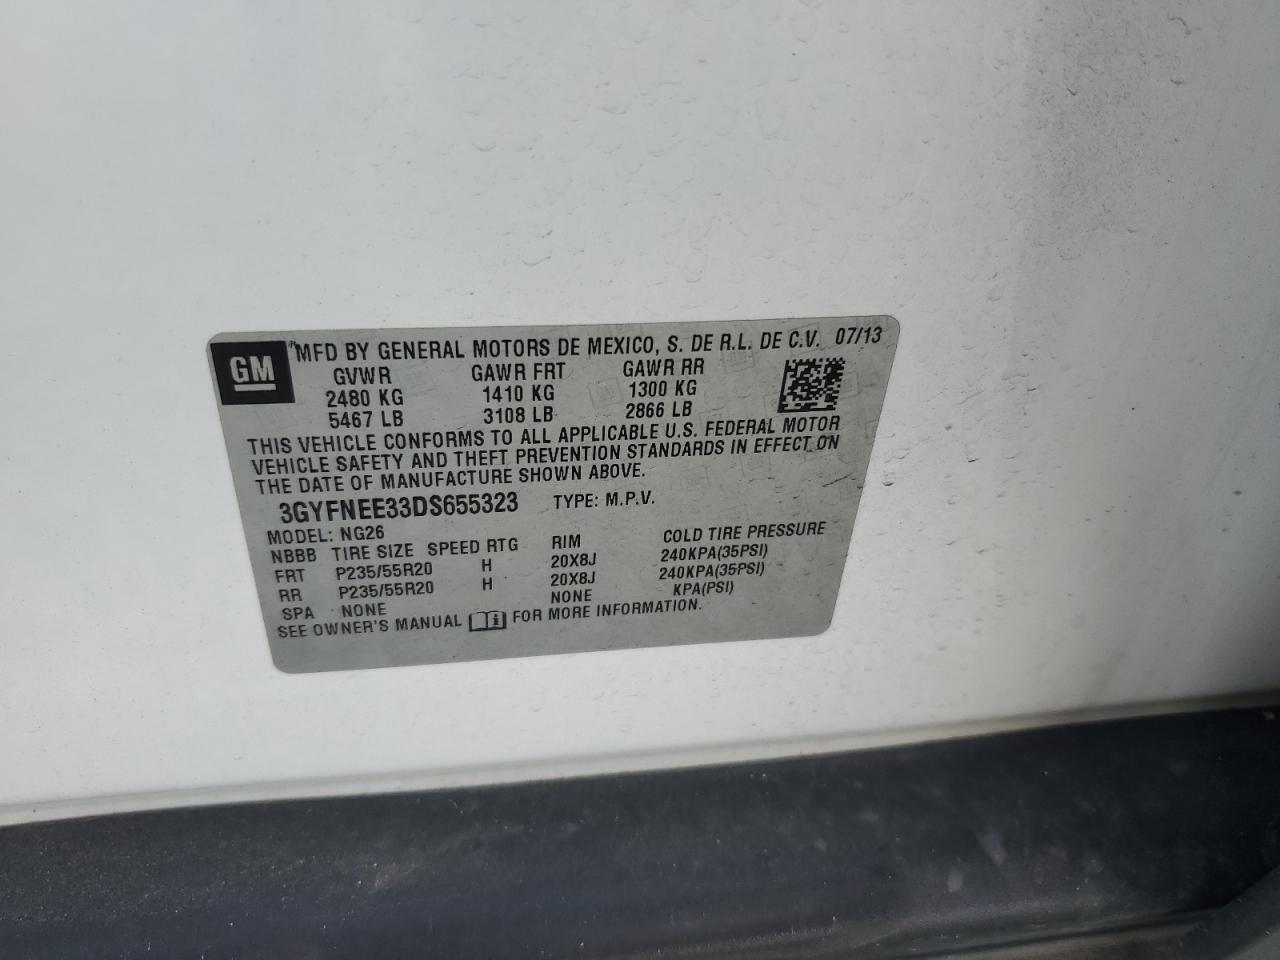 GM
MFD BY GENERAL MOTORS DE MEXICO, S. DE R.L. DE C.V. 07/13
GVWR GAWR FRT GAWR RR
2480 KG 1410 KG 1300 KG
5467 LB 3108 LB 2866 LB
THIS VEHICLE CONFORMS TO ALL APPLICABLE U.S. FEDERAL MOTOR
VEHICLE SAFETY AND THEFT PREVENTION STANDARDS IN EFFECT ON
THE DATE OF MANUFACTURE SHOWN ABOVE.
3GYFNEE33DS655323 TYPE: M.P.V.
MODEL: NG26
NBBB TIRE SIZE SPEED RTG RIM COLD TIRE PRESSURE
FRT P235/55R20 H 20X8J 240KPA(35PSI)
RR P235/55R20 H 20X8J 240KPA(35PSI)
SPA NONE NONE KPA(PSI)
SEE OWNER'S MANUAL FOR MORE INFORMATION.